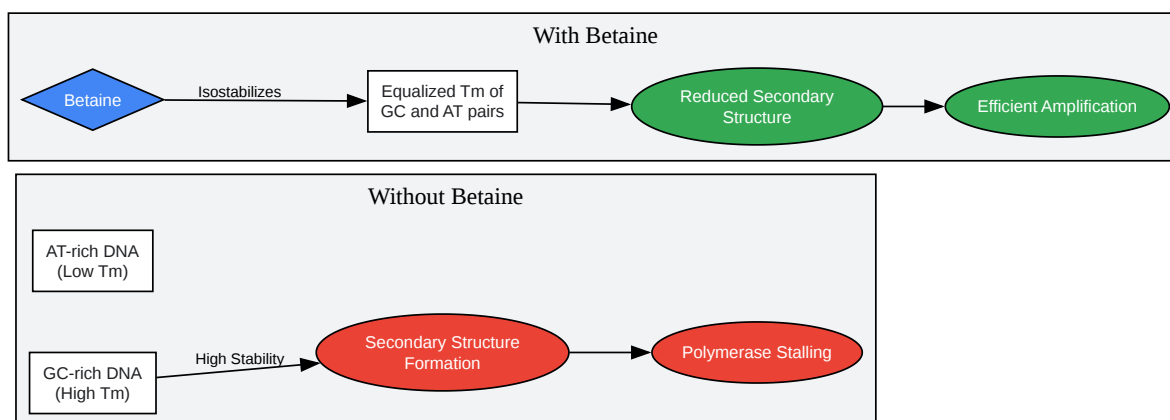 With Betaine
Betaine
Isostabilizes
Equalized Tm of
GC and AT pairs
Reduced Secondary
Structure
Efficient Amplification
Without Betaine
AT-rich DNA
(Low Tm)
GC-rich DNA
(High Tm)
High Stability
Secondary Structure
Formation
Polymerase Stalling